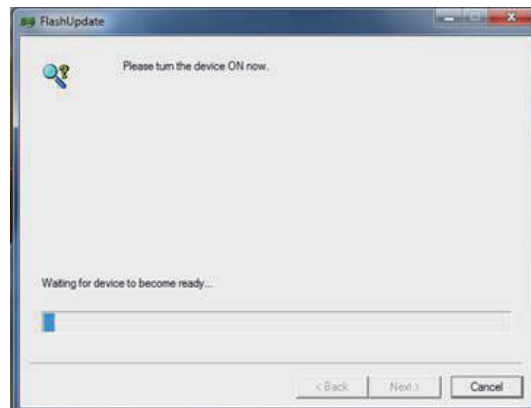 FlashUpdate
Please turn the device ON now.
Waiting for device to become ready...
< Back Next > Cancel